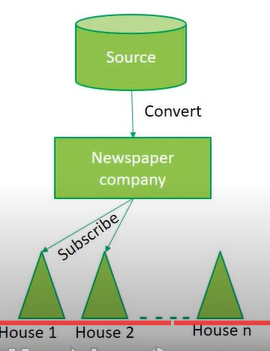 Source
Convert
Newspaper
company
Subscribe
House 1
House 2
House n